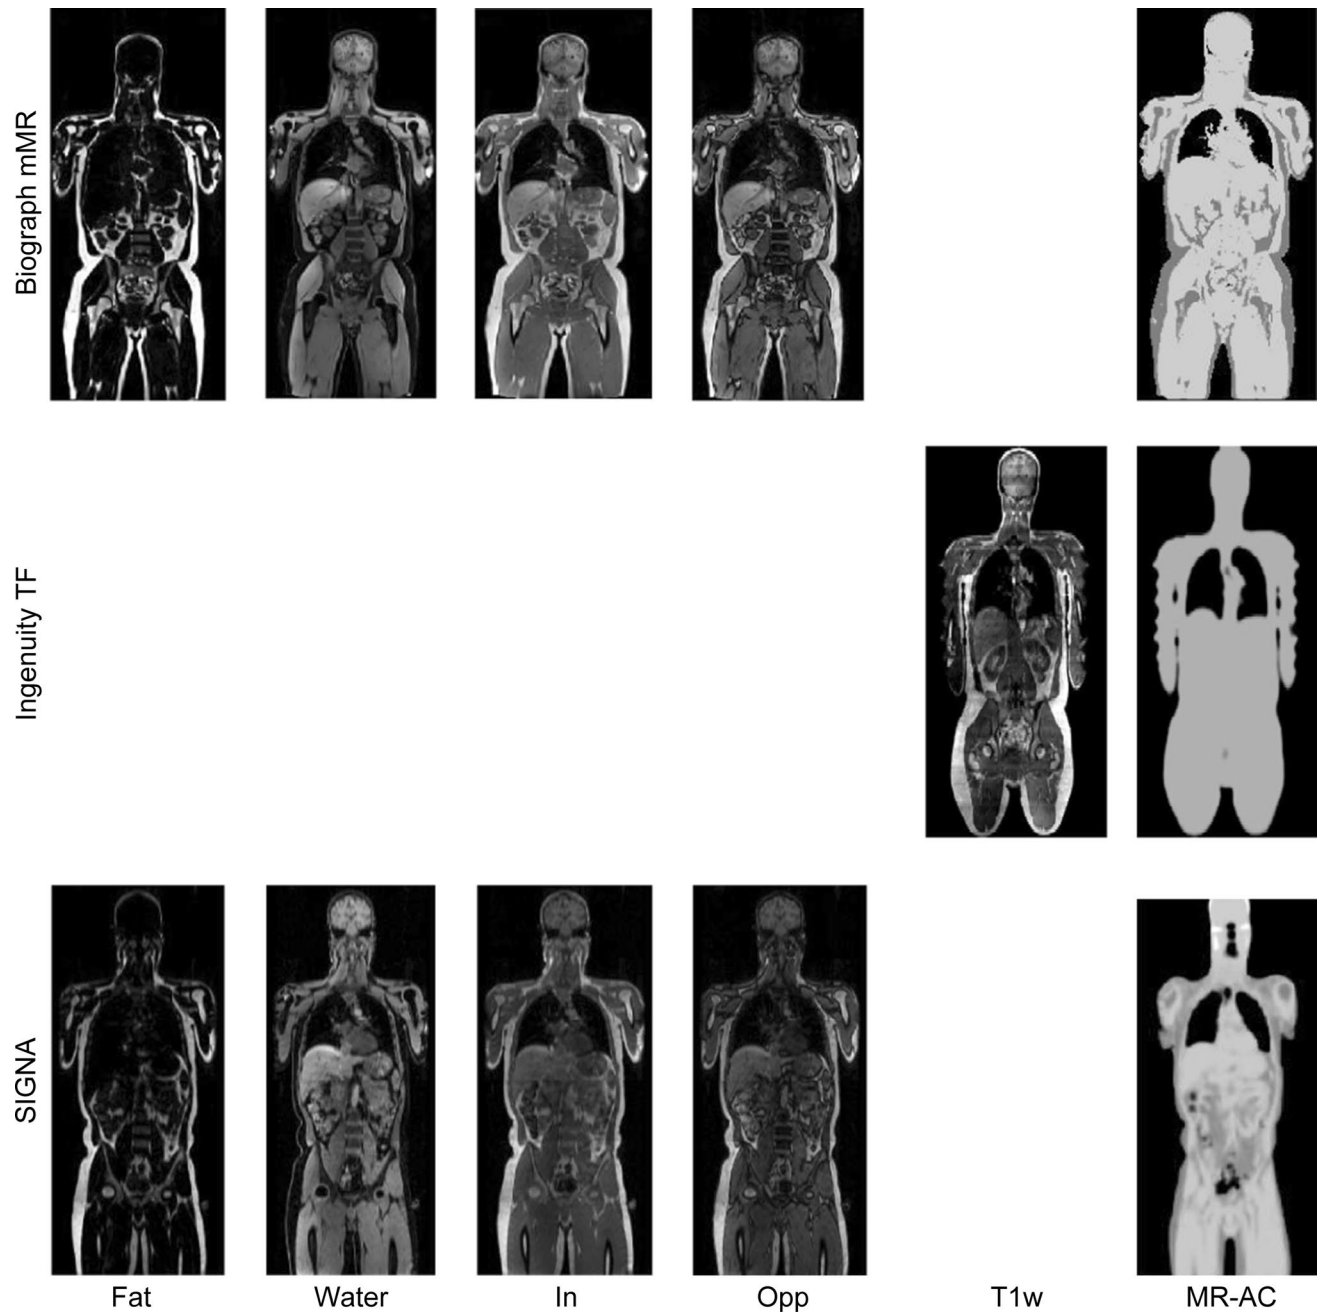 Biograph mMR
Ingenuity TF
SIGNA
Fat
Water
In
Opp
T1w
MR-AC